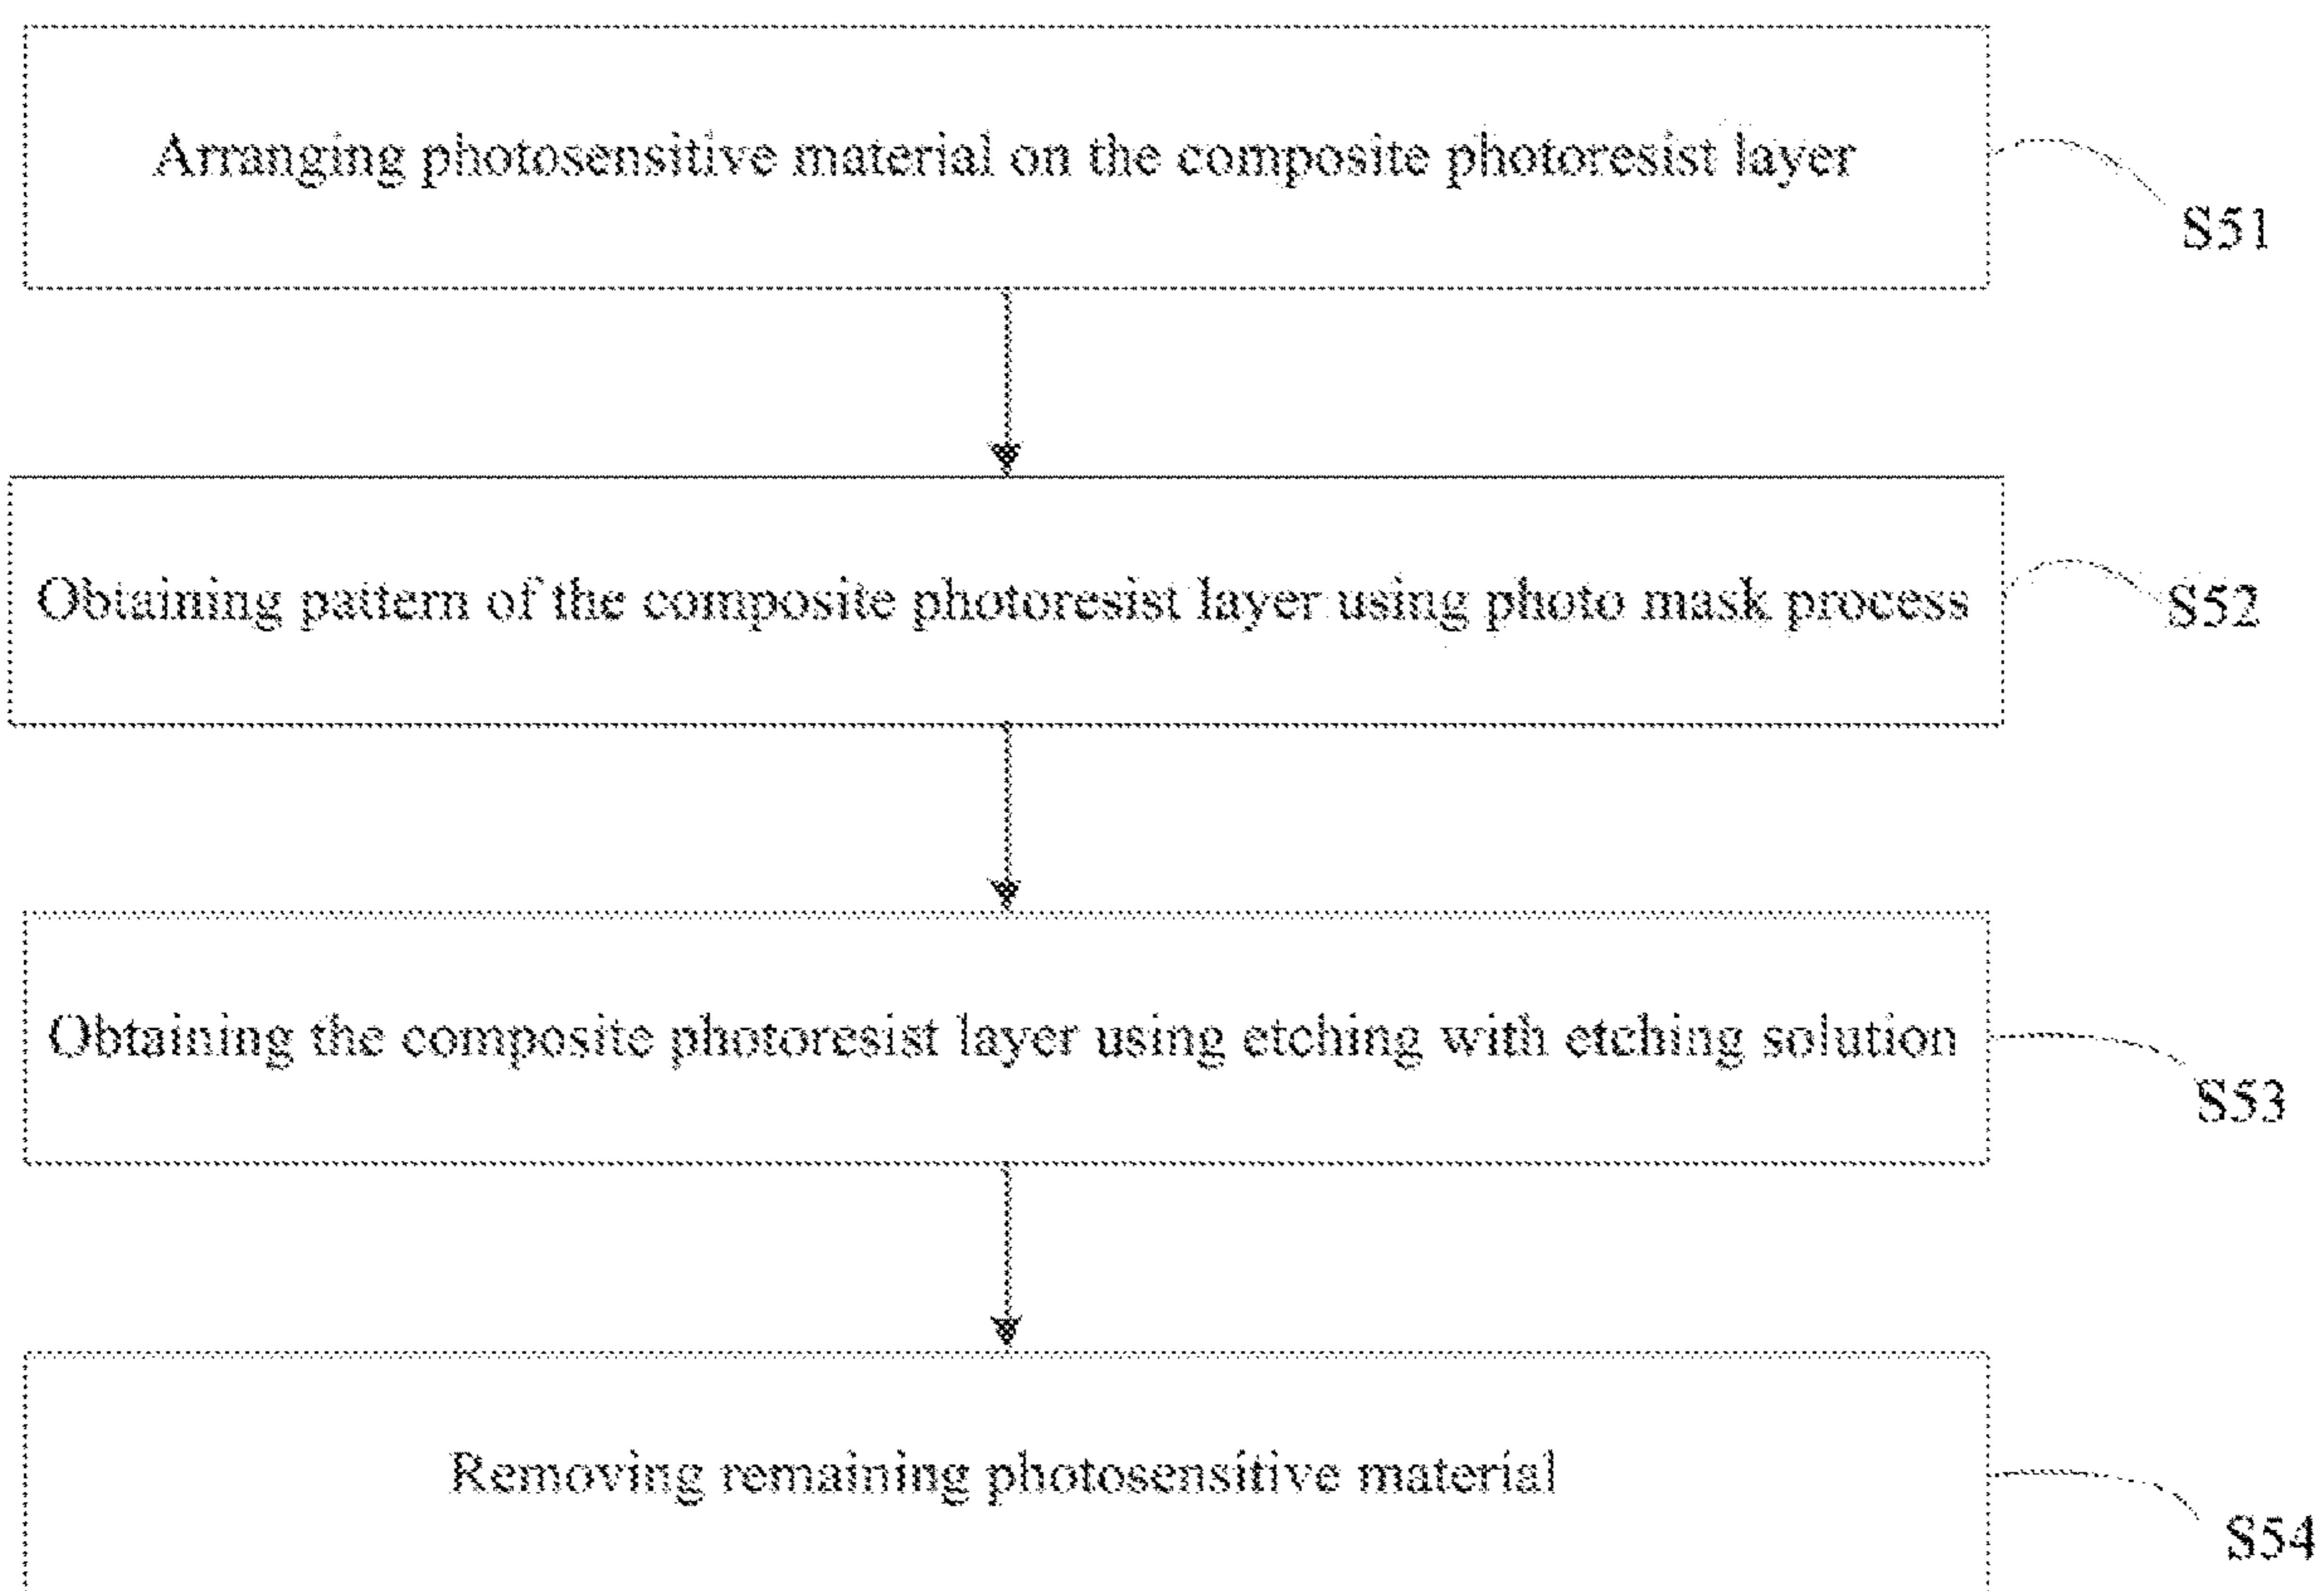 Arranging photosensitive material on the composite photoresist layer
S51
Obtaining pattern of the composite photoresist layer using photo mask process
S52
Obtaining the composite photoresist layer using etching with etching solution
S53
Removing remaining photosensitive material
S54